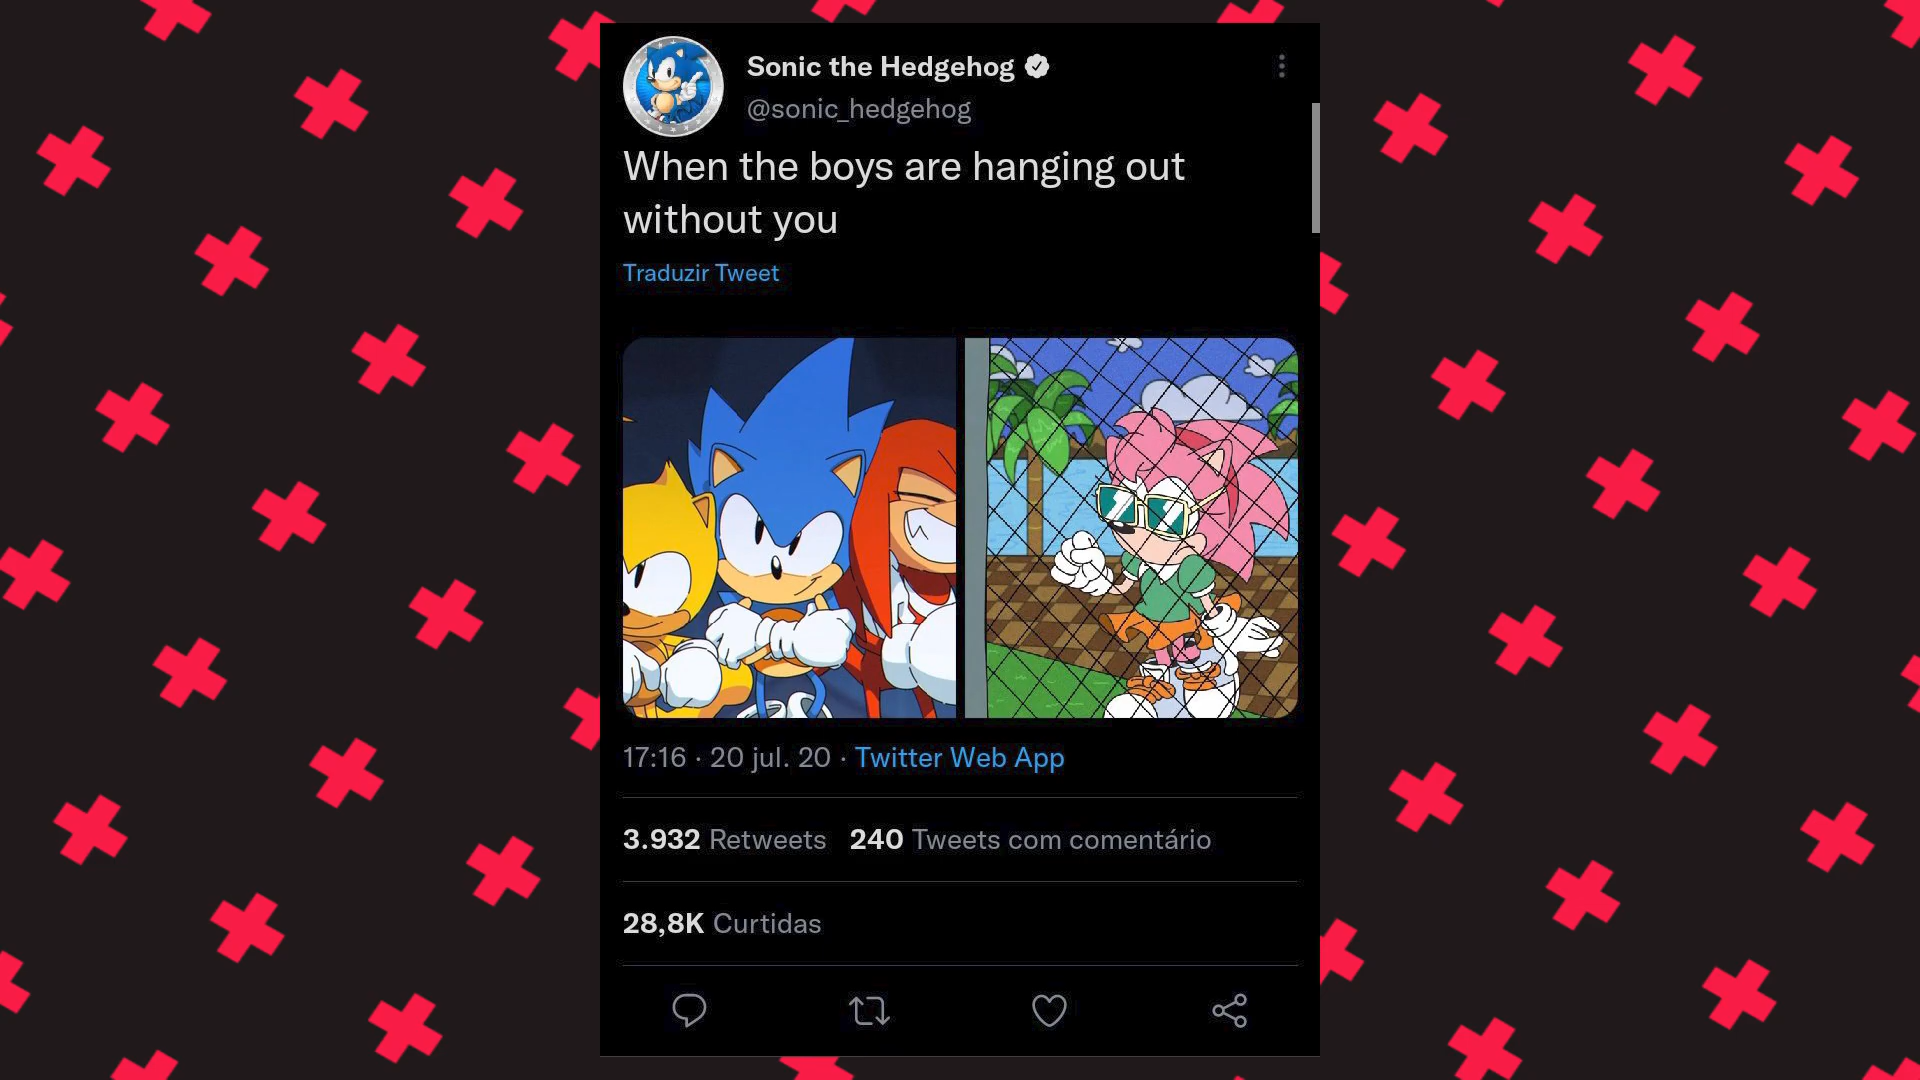 Sonic the Hedgehog
@sonic_hedgehog
When the boys are hanging out
without you
Traduzir Tweet
17:16 · 20 jul. 20 · Twitter Web App
3.932 Retweets 240 Tweets com comentário
28,8K Curtidas